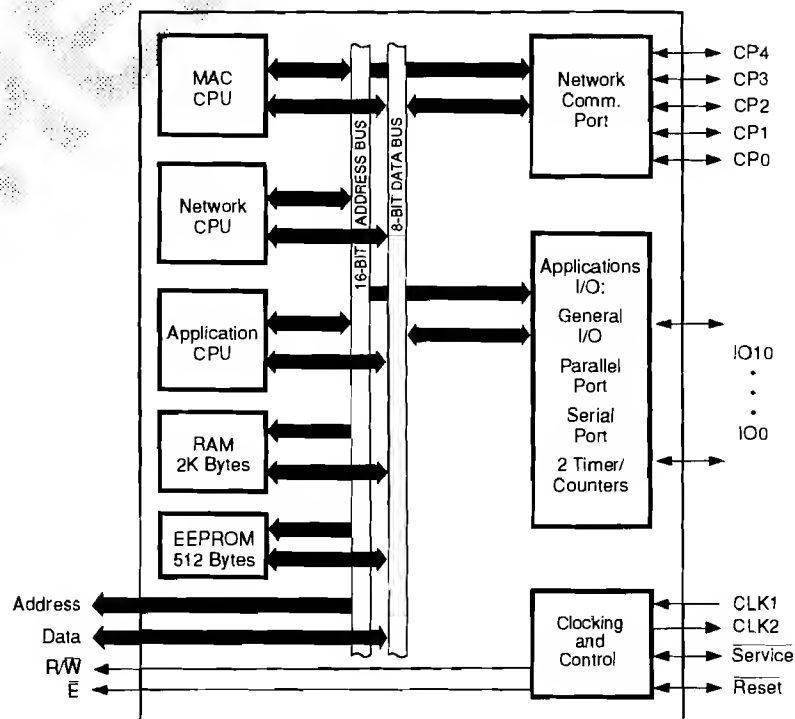 MAC
CPU
Network
CPU
Application
CPU
RAM
2K Bytes
EEPROM
512 Bytes
16-BIT ADDRESS BUS
8-BIT DATA BUS
Network
Comm.
Port
CP4
CP3
CP2
CP1
CP0
Applications
I/O:
General
I/O
Parallel
Port
Serial
Port
2 Timer/
Counters
IO10
IO0
Clocking
and
Control
CLK1
CLK2
Service
Reset
Address
Data
R/W̅
E̅